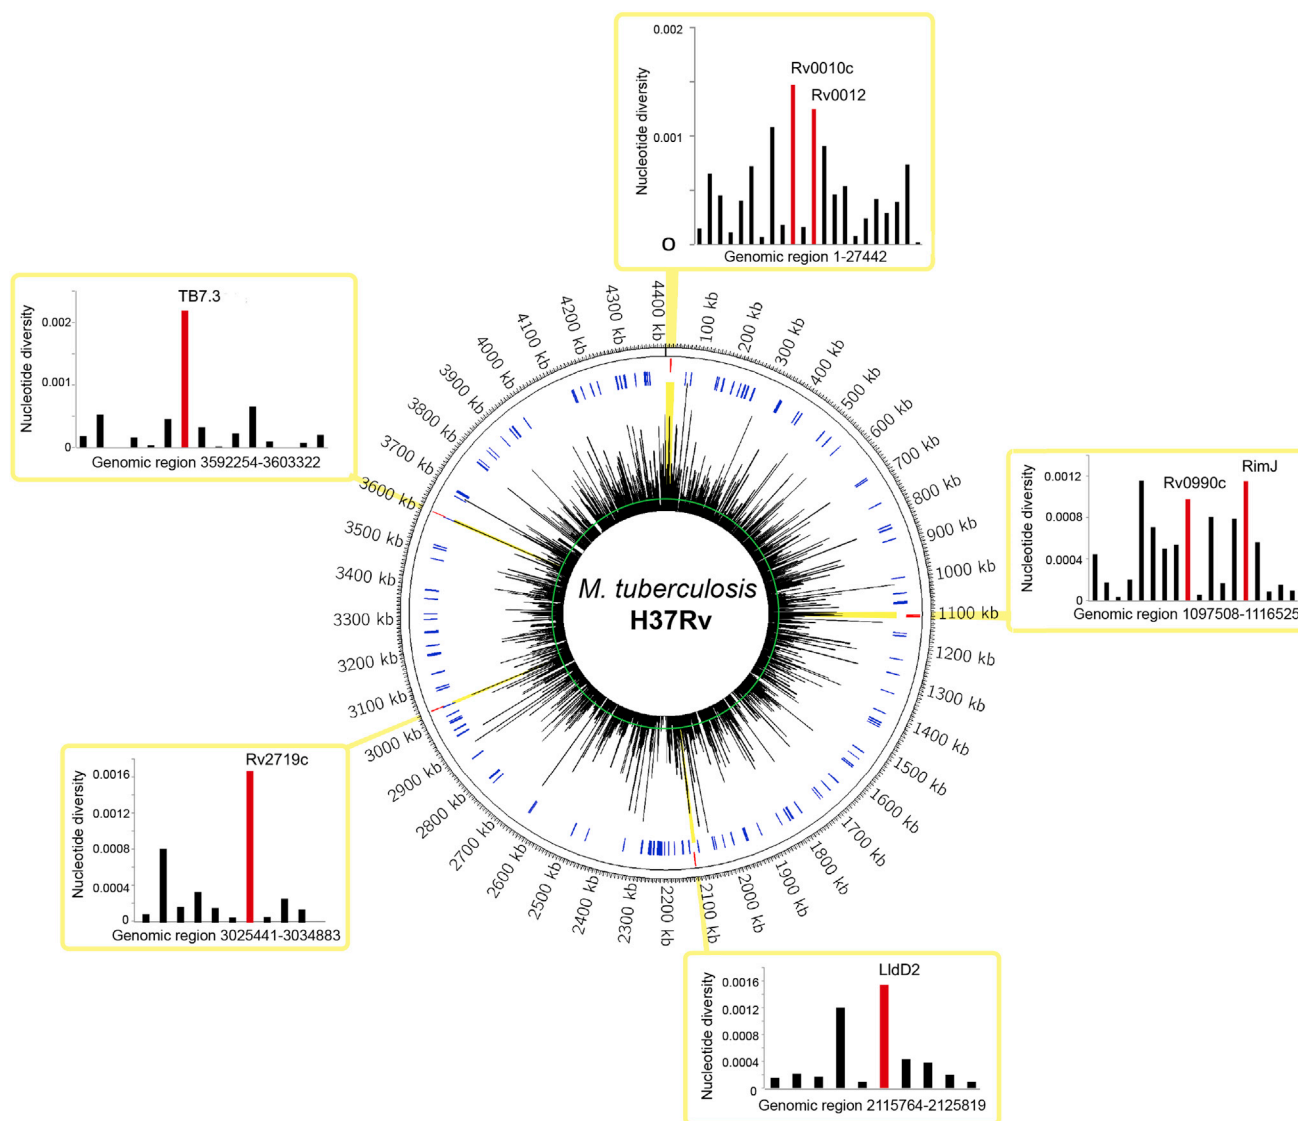 0.002
Rv0010c
Rv0012
0.001
Nucleotide diversity
O
Genomic region 1-27442
TB7.3
0.002
0.001
0
Nucleotide diversity
Genomic region 3592254-3603322
RimJ
Rv0990c
0.0012
0.0008
0.0004
0
Nucleotide diversity
Genomic region 1097508-1116525
M. tuberculosis
H37Rv
100 kb
200 kb
300 kb
400 kb
500 kb
600 kb
700 kb
800 kb
900 kb
1000 kb
1100 kb
1200 kb
1300 kb
1400 kb
1500 kb
1600 kb
1700 kb
1800 kb
1900 kb
2000 kb
2100 kb
2200 kb
2300 kb
2400 kb
2500 kb
2600 kb
2700 kb
2800 kb
2900 kb
3000 kb
3100 kb
3200 kb
3300 kb
3400 kb
3500 kb
3600 kb
3700 kb
3800 kb
3900 kb
4000 kb
4100 kb
4200 kb
4300 kb
4400 kb
Rv2719c
0.0016
0.0012
0.0008
0.0004
0
Nucleotide diversity
Genomic region 3025441-3034883
LldD2
0.0016
0.0012
0.0008
0.0004
0
Nucleotide diversity
Genomic region 2115764-2125819